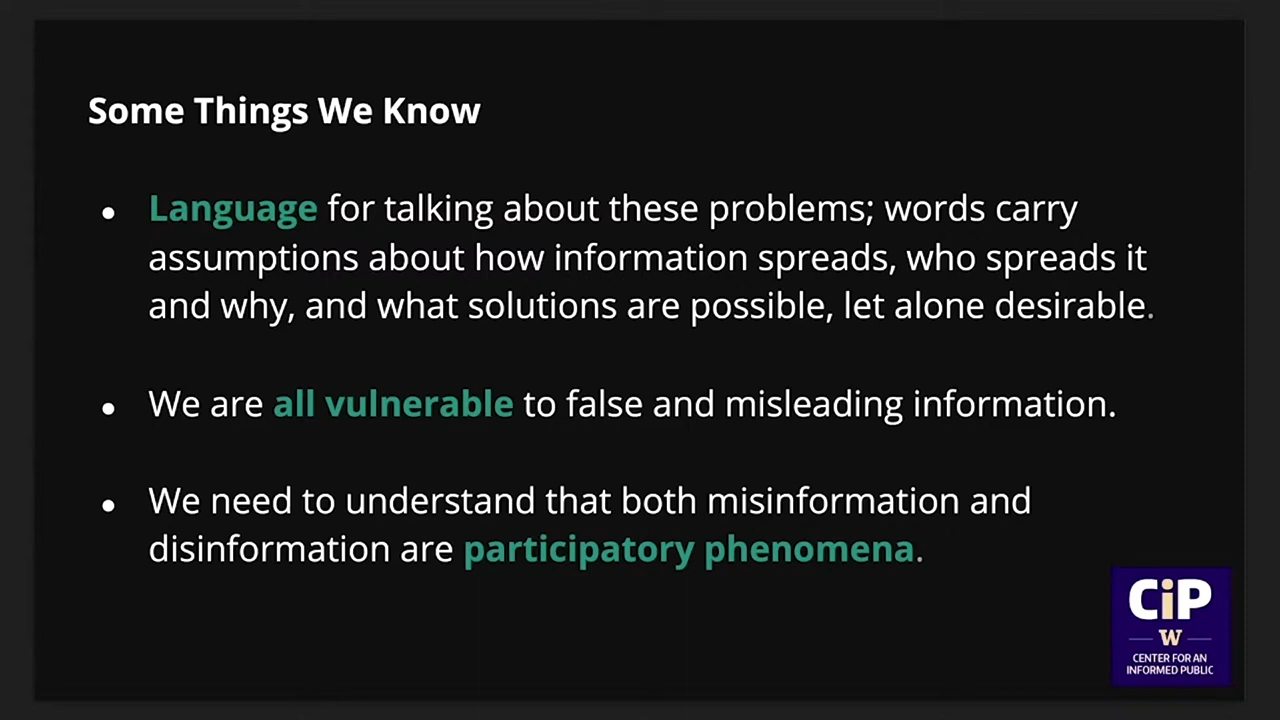 Some Things We Know
• Language for talking about these problems; words carry
assumptions about how information spreads, who spreads it
and why, and what solutions are possible, let alone desirable.
• We are all vulnerable to false and misleading information.
• We need to understand that both misinformation and
disinformation are participatory phenomena.
CiP
W
CENTER FOR AN
INFORMED PUBLIC